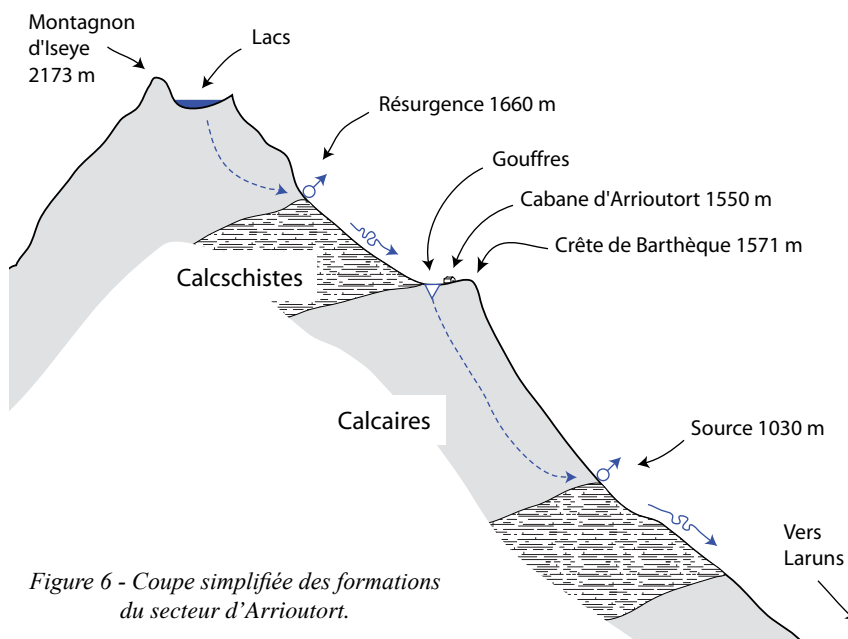 Montagnon
d'Iseye
2173 m
Lacs
Résurgence 1660 m
Gouffres
Cabane d'Arrioutort 1550 m
Crête de Barthèque 1571 m
Calcschistes
Calcaires
Source 1030 m
Vers
Laruns
Figure 6 - Coupe simplifiée des formations
du secteur d'Arrioutort.